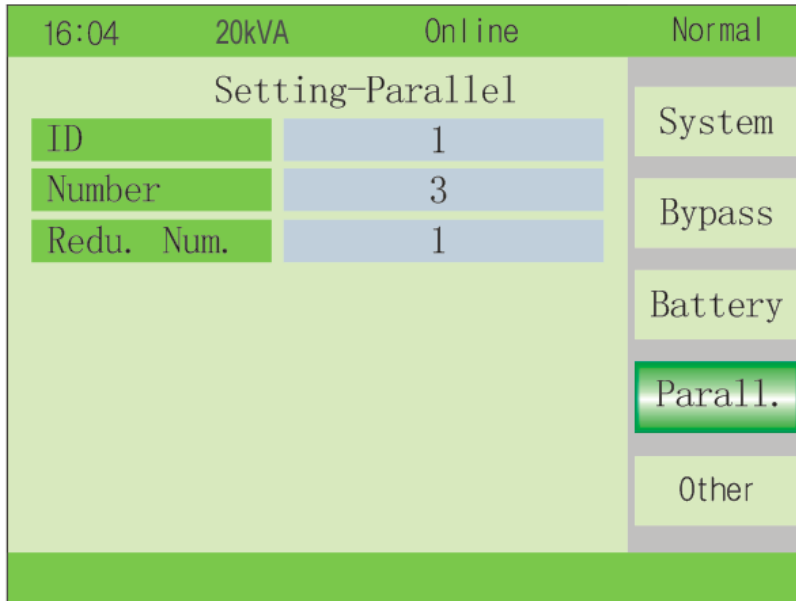 16:04 20kVA Online Normal
Setting-Parallel
ID 1
Number 3
Redu. Num. 1
System
Bypass
Battery
Parall.
Other